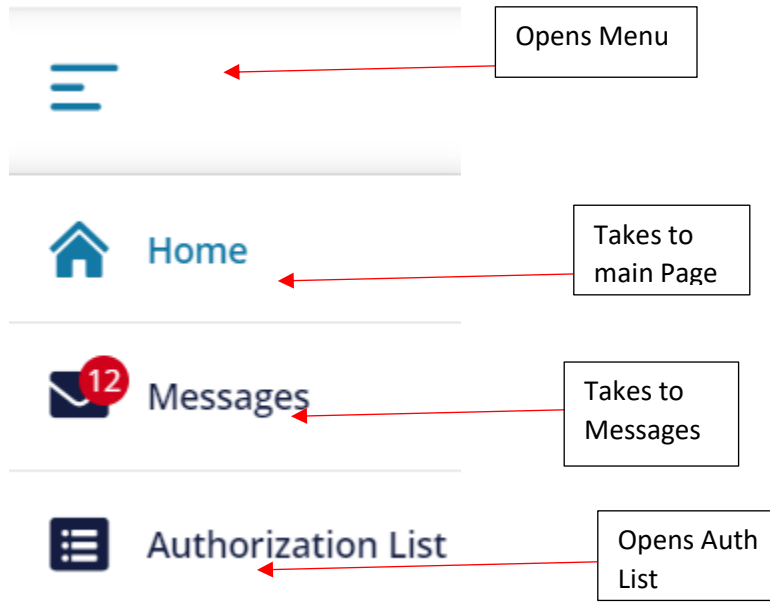 Opens Menu
Home
Takes to
main Page
12
Messages
Takes to
Messages
Authorization List
Opens Auth
List